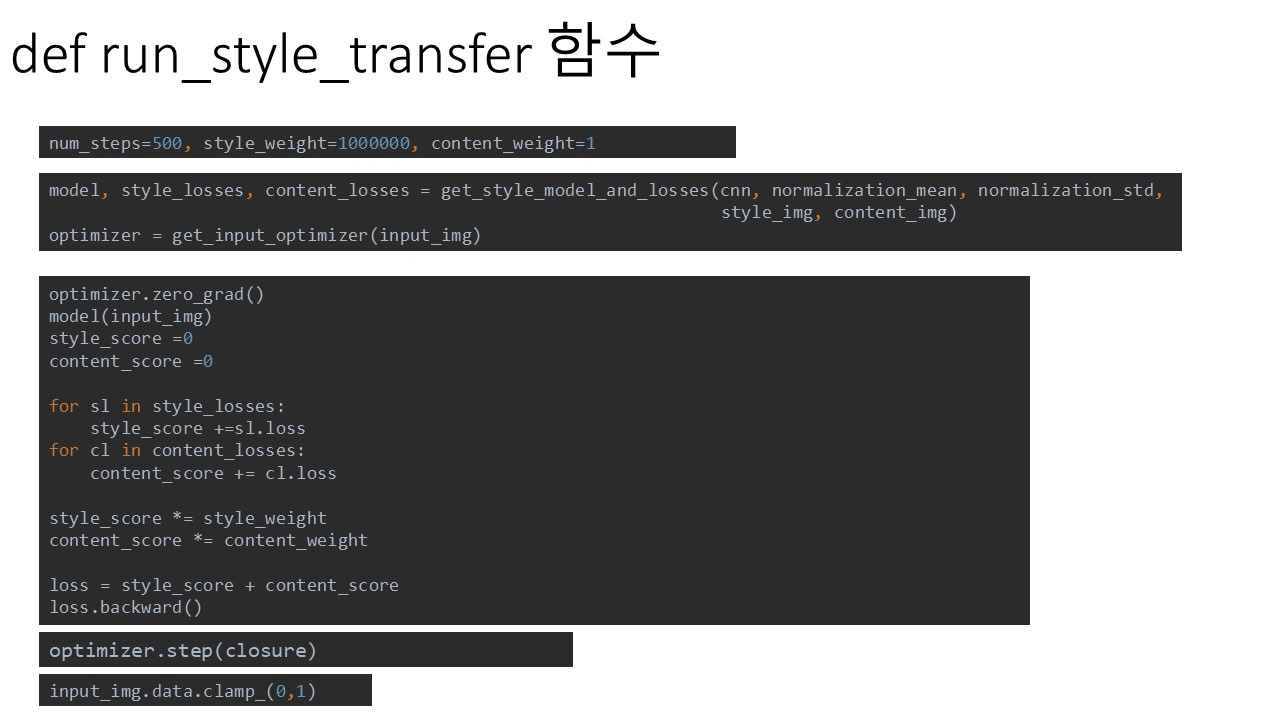 def run_style_transfer 함수
num_steps=500, style_weight=1000000, content_weight=1
model, style_losses, content_losses = get_style_model_and_losses(cnn, normalization_mean, normalization_std,
style_img, content_img)
optimizer = get_input_optimizer(input_img)
optimizer.zero_grad()
model(input_img)
style_score =0
content_score =0
for sl in style_losses:
    style_score +=sl.loss
for cl in content_losses:
    content_score += cl.loss
style_score *= style_weight
content_score *= content_weight
loss = style_score + content_score
loss.backward()
optimizer.step(closure)
input_img.data.clamp_(0,1)